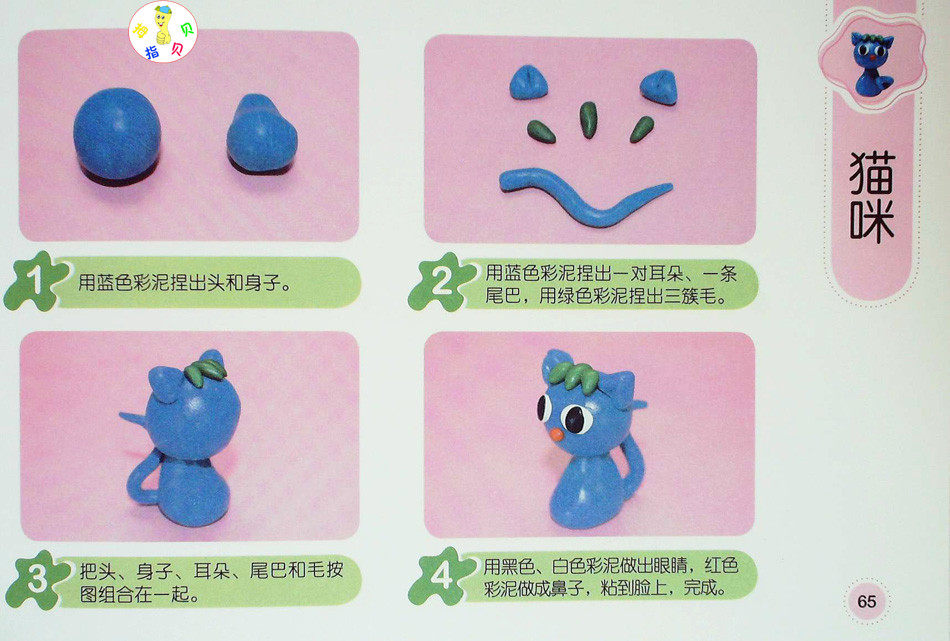 指
贝
贝
猫咪
1
用蓝色彩泥捏出头和身子。
2
用蓝色彩泥捏出一对耳朵、一条
尾巴，用绿色彩泥捏出三簇毛。
3
把头、身子、耳朵、尾巴和毛按
图组合在一起。
4
用黑色、白色彩泥做出眼睛，红色
彩泥做成鼻子，粘到脸上，完成。
65